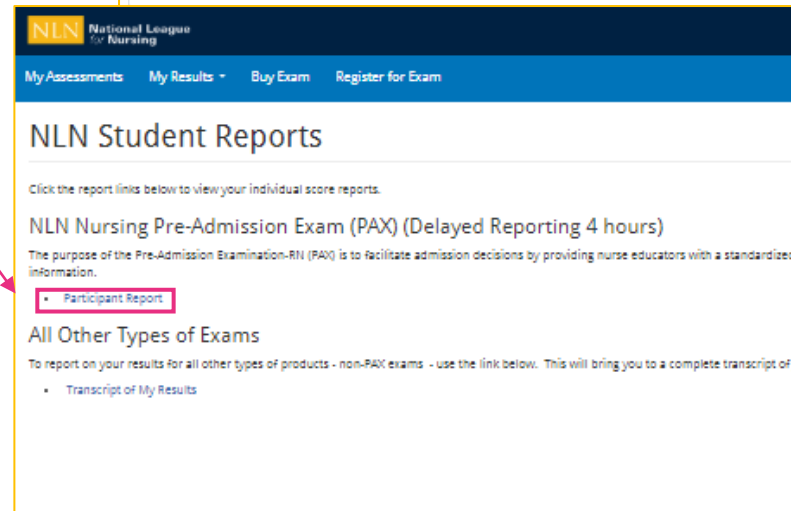 NLN National League
for Nursing
My Assessments My Results Buy Exam Register for Exam
NLN Student Reports
Click the report links below to view your individual score reports.
NLN Nursing Pre-Admission Exam (PAX) (Delayed Reporting 4 hours)
The purpose of the Pre-Admission Examination-RN (PAX) is to facilitate admission decisions by providing nurse educators with a standardized
information.
• Participant Report
All Other Types of Exams
To report on your results for all other types of products - non-PAX exams - use the link below. This will bring you to a complete transcript of
• Transcript of My Results